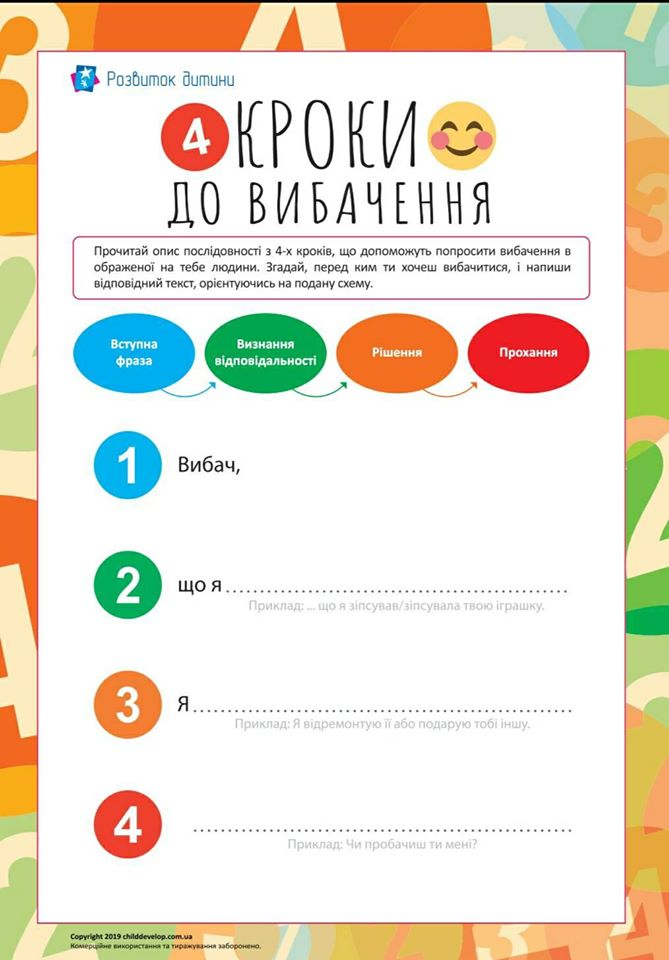 Розвиток дитини
4 КРОКИ
ДО ВИБАЧЕННЯ
Прочитай опис послідовності з 4-х кроків, що допоможуть попросити вибачення в
ображеної на тебе людини. Згадай, перед ким ти хочеш вибачитися, і напиши
відповідний текст, орієнтуючись на подану схему.
Вступна
фраза
Визнання
відповідальності
Рішення
Прохання
1 Вибач,
2 що я..........................................................
Приклад: ... що я зіпсував/зіпсувала твою іграшку.
3 Я................................................................
Приклад: Я відремонтую її або подарую тобі іншу.
4 ................................................................
Приклад: Чи пробачиш ти мені?
Copyright 2019 childdevelop.com.ua
Комерційне використання та тиражування заборонено.